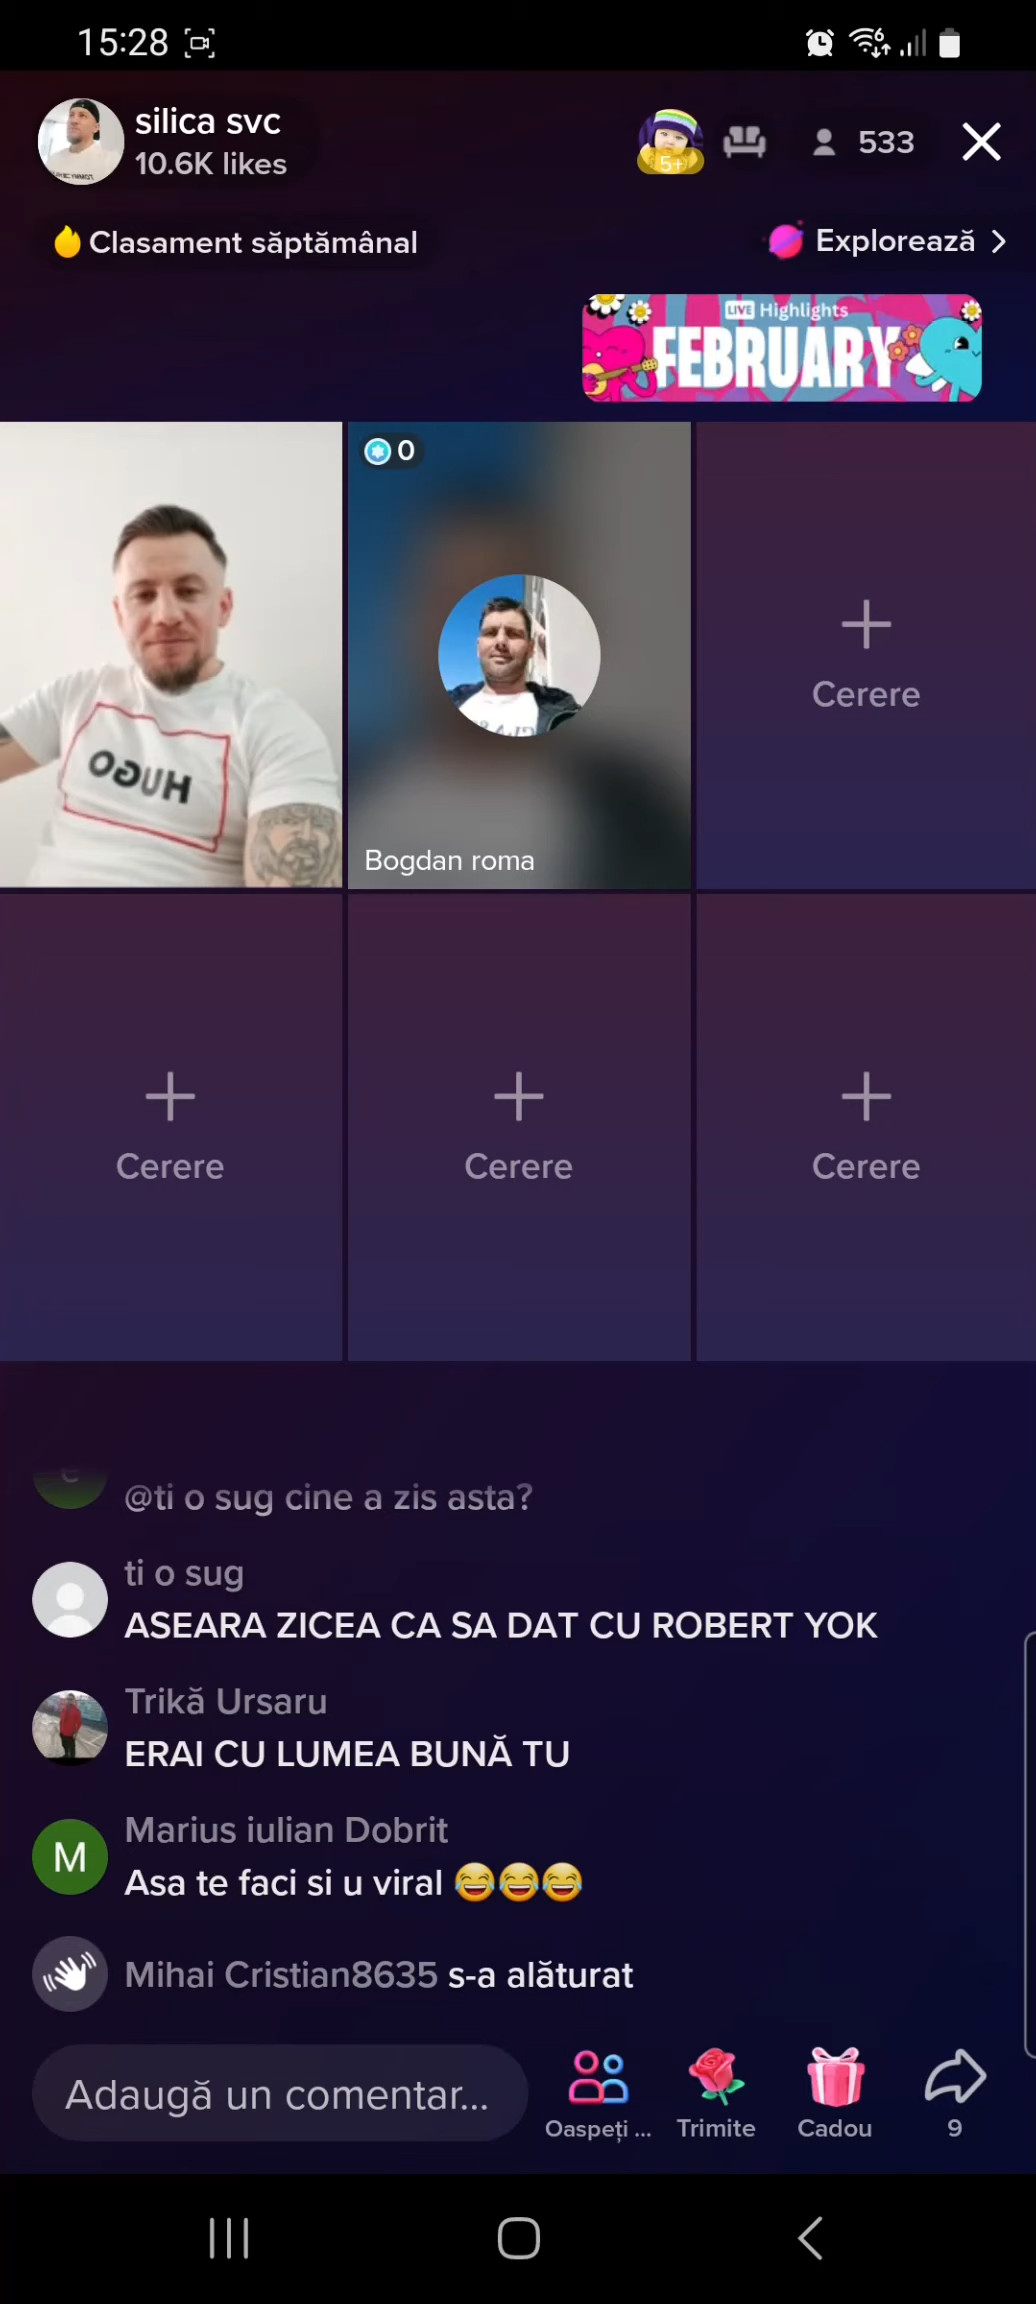 15:28
silica svc
10.6K likes
5+
533
Clasament săptămânal
Explorează
LIVE Highlights
FEBRUARY
0
HUGO
Bogdan roma
Cerere
Cerere
Cerere
Cerere
@ti o sug cine a zis asta?
ti o sug
ASEARA ZICEA CA SA DAT CU ROBERT YOK
Trikă Ursaru
ERAI CU LUMEA BUNĂ TU
M
Marius iulian Dobrit
Asa te faci si u viral 😂😂😂
Mihai Cristian8635 s-a alăturat
Adaugă un comentar...
Oaspeți ...
Trimite
Cadou
9